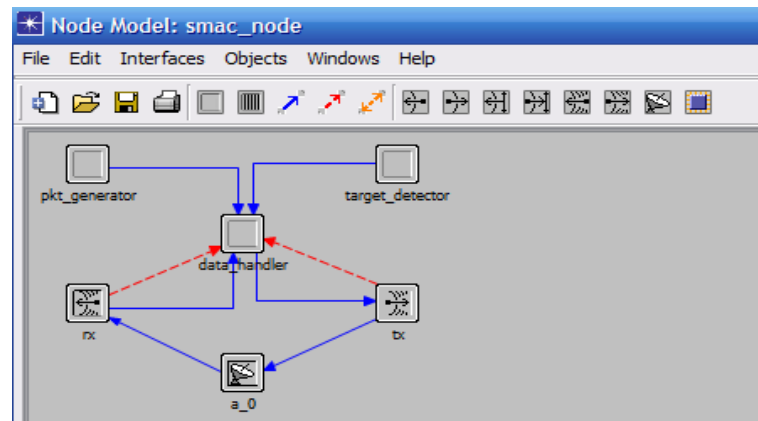 Node Model: smac_node
File Edit Interfaces Objects Windows Help
pkt_generator
target_detector
data_handler
rx
tx
a_0